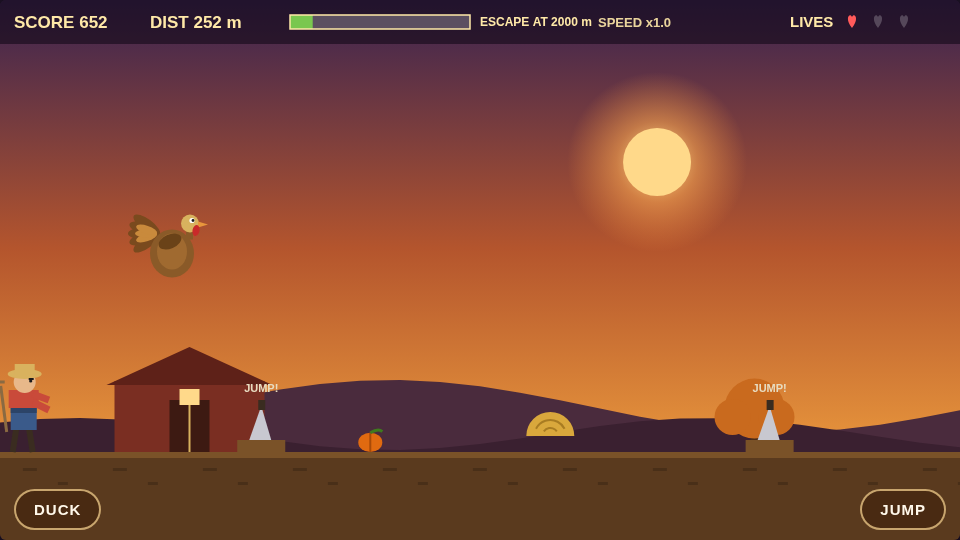 SCORE 652 DIST 252 m ESCAPE AT 2000 m SPEED x1.0 LIVES
JUMP! JUMP!
DUCK JUMP